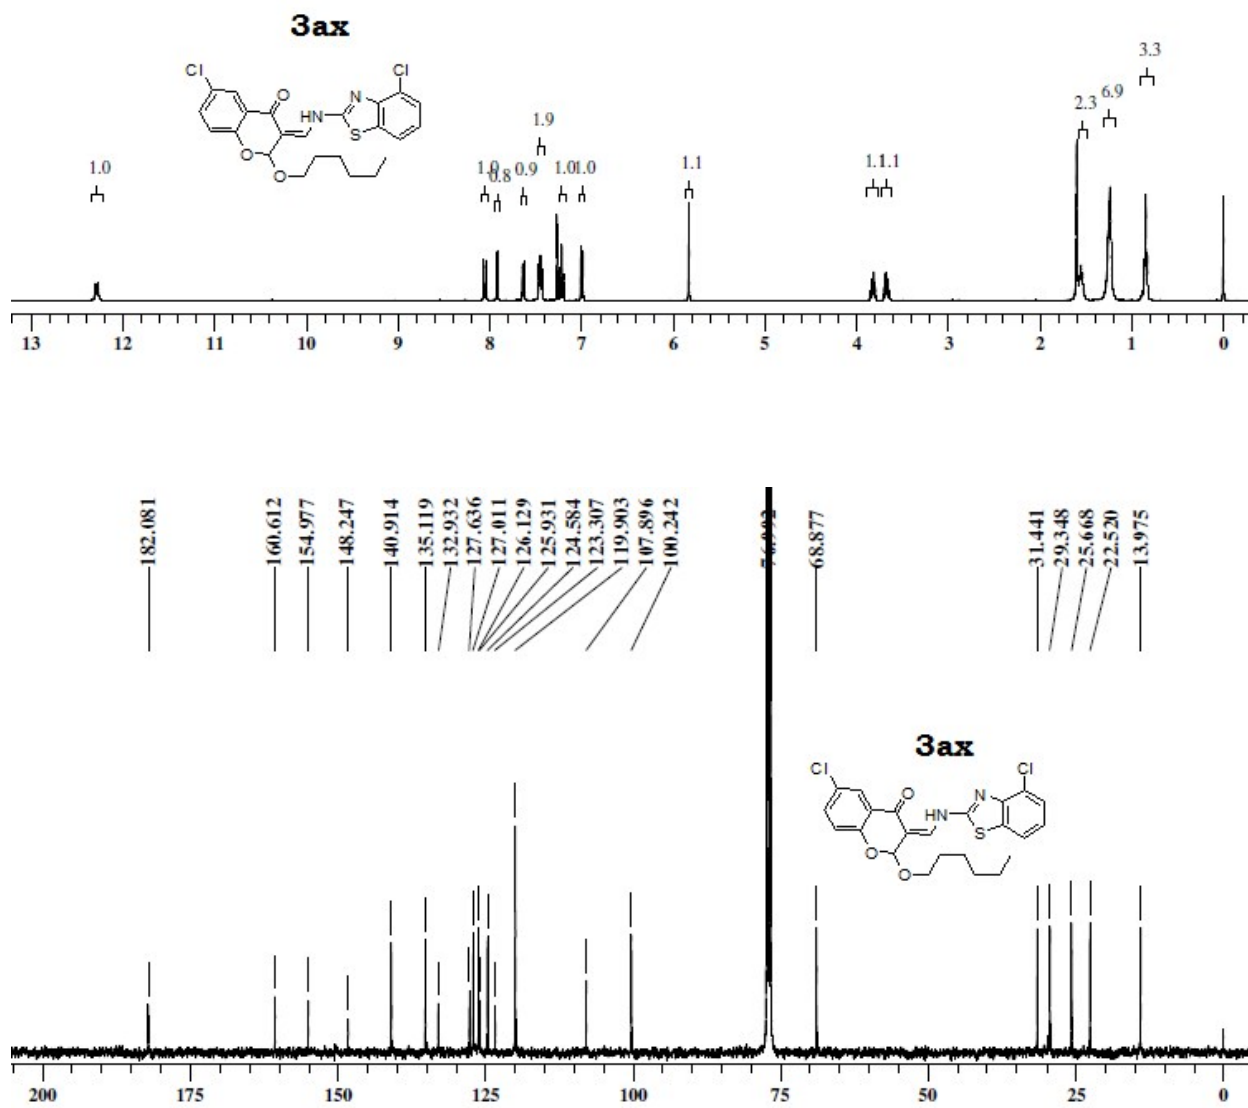 3ax
Cl
Cl
O
N
HN
S
O
O
1.0
1.0
0.8
0.9
1.9
1.0
1.0
1.1
1.1
1.1
2.3
6.9
3.3
13 12 11 10 9 8 7 6 5 4 3 2 1 0
182.081
160.612
154.977
148.247
140.914
135.119
132.932
127.636
127.011
126.129
125.931
124.584
123.307
119.903
107.896
100.242
76.992
68.877
31.441
29.348
25.668
22.520
13.975
3ax
Cl
Cl
O
N
HN
S
O
O
200 175 150 125 100 75 50 25 0